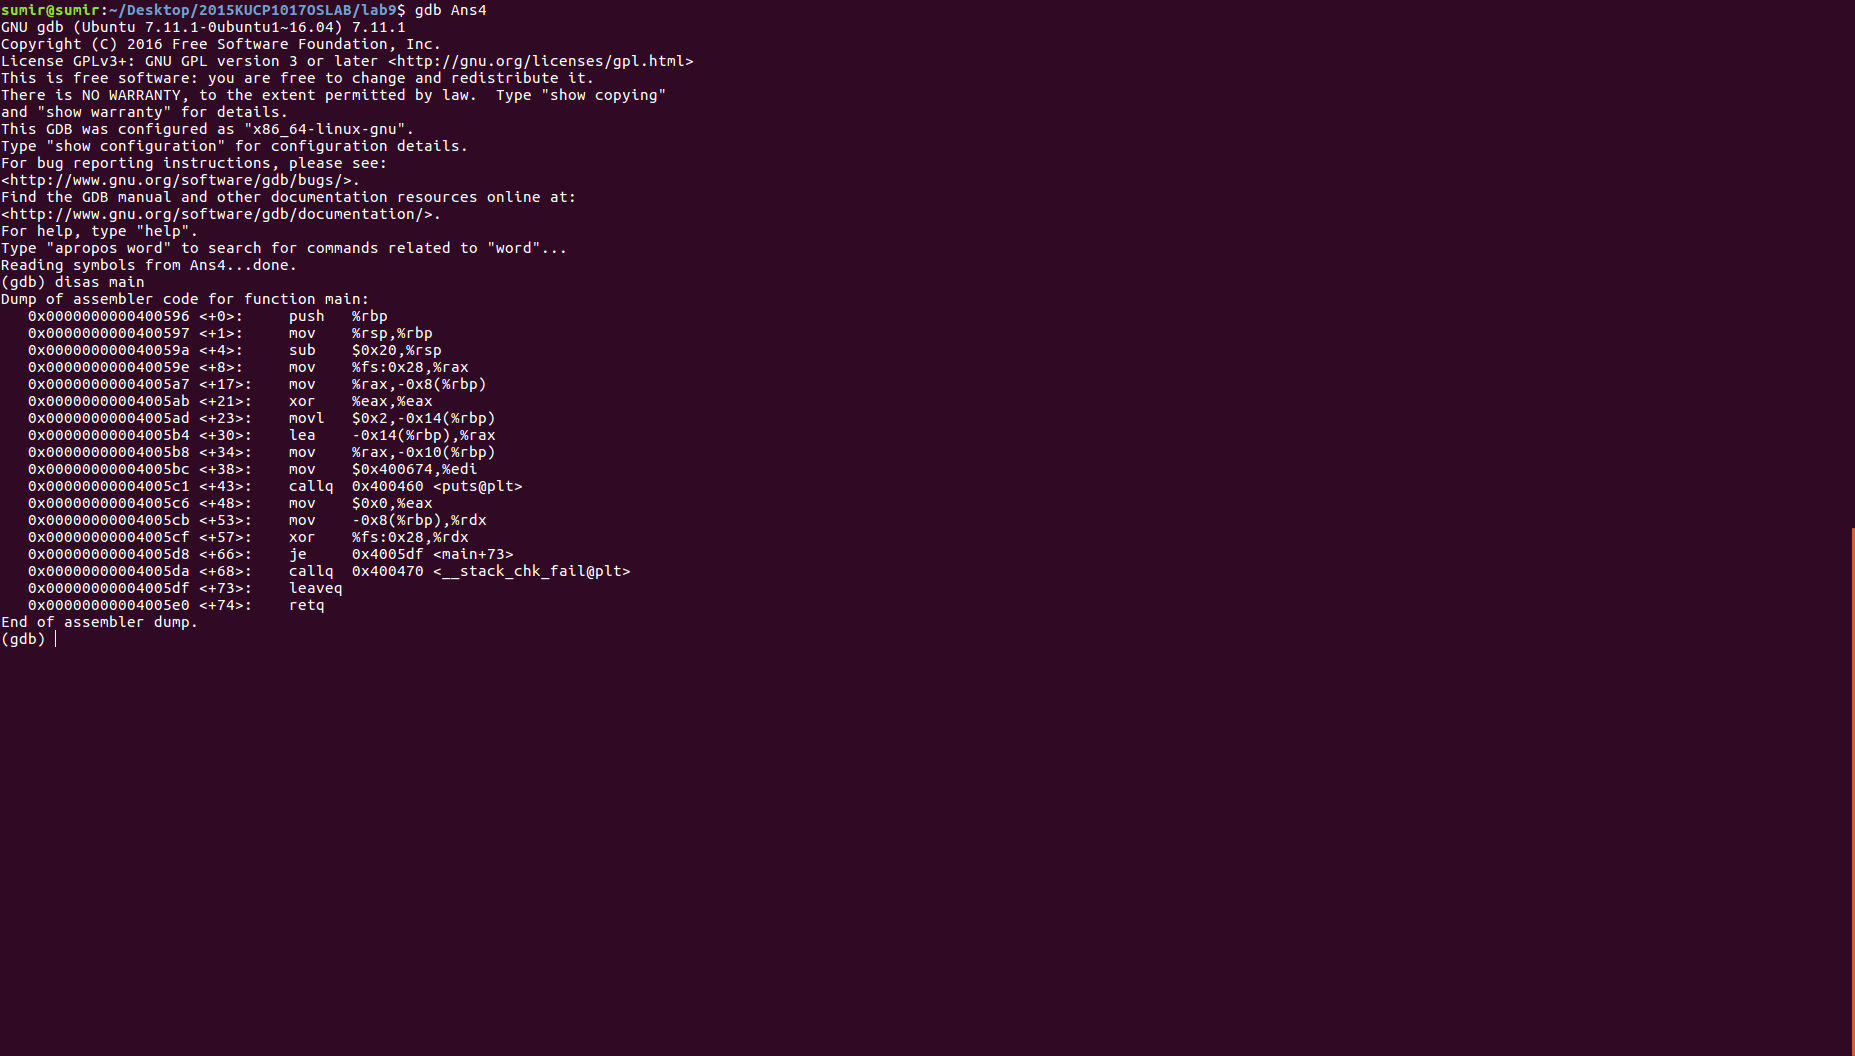 sumir@sumir:~/Desktop/2015KUCP1017OSLAB/lab9$ gdb Ans4
GNU gdb (Ubuntu 7.11.1-0ubuntu1~16.04) 7.11.1
Copyright (C) 2016 Free Software Foundation, Inc.
License GPLv3+: GNU GPL version 3 or later <http://gnu.org/licenses/gpl.html>
This is free software: you are free to change and redistribute it.
There is NO WARRANTY, to the extent permitted by law.  Type "show copying"
and "show warranty" for details.
This GDB was configured as "x86_64-linux-gnu".
Type "show configuration" for configuration details.
For bug reporting instructions, please see:
<http://www.gnu.org/software/gdb/bugs/>.
Find the GDB manual and other documentation resources online at:
<http://www.gnu.org/software/gdb/documentation/>.
For help, type "help".
Type "apropos word" to search for commands related to "word"...
Reading symbols from Ans4...done.
(gdb) disas main
Dump of assembler code for function main:
   0x0000000000400596 <+0>:     push   %rbp
   0x0000000000400597 <+1>:     mov    %rsp,%rbp
   0x000000000040059a <+4>:     sub    $0x20,%rsp
   0x000000000040059e <+8>:     mov    %fs:0x28,%rax
   0x00000000004005a7 <+17>:    mov    %rax,-0x8(%rbp)
   0x00000000004005ab <+21>:    xor    %eax,%eax
   0x00000000004005ad <+23>:    movl   $0x2,-0x14(%rbp)
   0x00000000004005b4 <+30>:    lea    -0x14(%rbp),%rax
   0x00000000004005b8 <+34>:    mov    %rax,-0x10(%rbp)
   0x00000000004005bc <+38>:    mov    $0x400674,%edi
   0x00000000004005c1 <+43>:    callq  0x400460 <puts@plt>
   0x00000000004005c6 <+48>:    mov    $0x0,%eax
   0x00000000004005cb <+53>:    mov    -0x8(%rbp),%rdx
   0x00000000004005cf <+57>:    xor    %fs:0x28,%rdx
   0x00000000004005d8 <+66>:    je     0x4005df <main+73>
   0x00000000004005da <+68>:    callq  0x400470 <__stack_chk_fail@plt>
   0x00000000004005df <+73>:    leaveq
   0x00000000004005e0 <+74>:    retq
End of assembler dump.
(gdb)